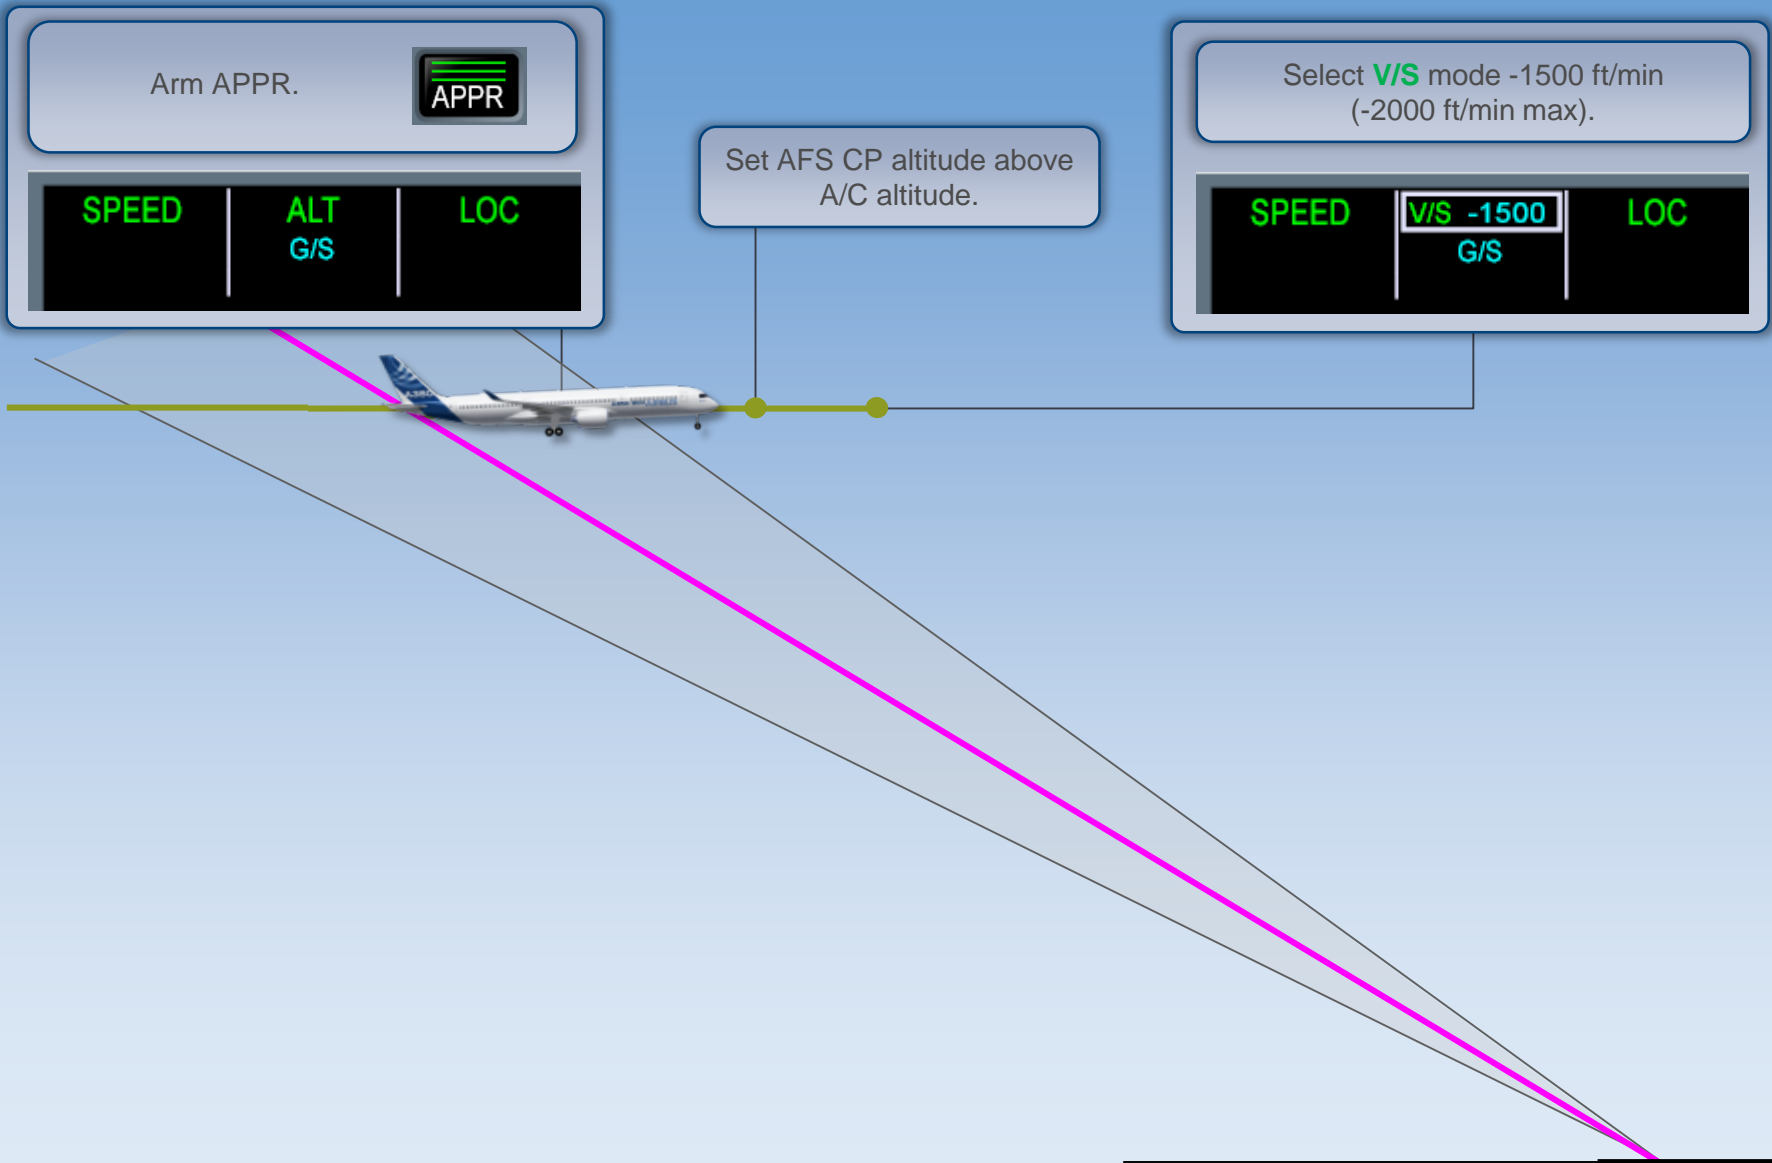 Arm APPR.
APPR
SPEED ALT LOC
G/S
Set AFS CP altitude above
A/C altitude.
Select V/S mode -1500 ft/min
(-2000 ft/min max).
SPEED V/S -1500 LOC
G/S